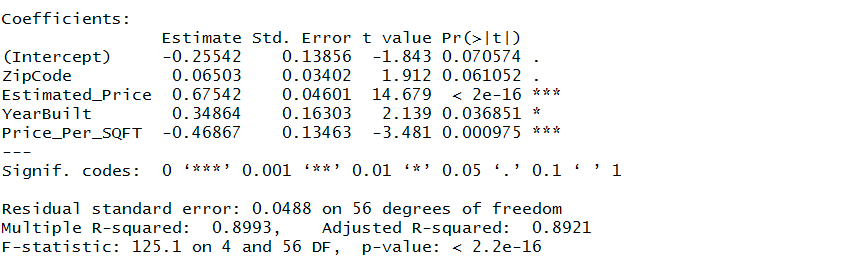 Coefficients:
Estimate Std. Error t value Pr(>|t|)
(Intercept) -0.25542 0.13856 -1.843 0.070574 .
ZipCode 0.06503 0.03402 1.912 0.061052 .
Estimated_Price 0.67542 0.04601 14.679 < 2e-16 ***
YearBuilt 0.34864 0.16303 2.139 0.036851 *
Price_Per_SQFT -0.46867 0.13463 -3.481 0.000975 ***
---
Signif. codes: 0 ‘***’ 0.001 ‘**’ 0.01 ‘*’ 0.05 ‘.’ 0.1 ‘ ’ 1
Residual standard error: 0.0488 on 56 degrees of freedom
Multiple R-squared: 0.8993, Adjusted R-squared: 0.8921
F-statistic: 125.1 on 4 and 56 DF, p-value: < 2.2e-16